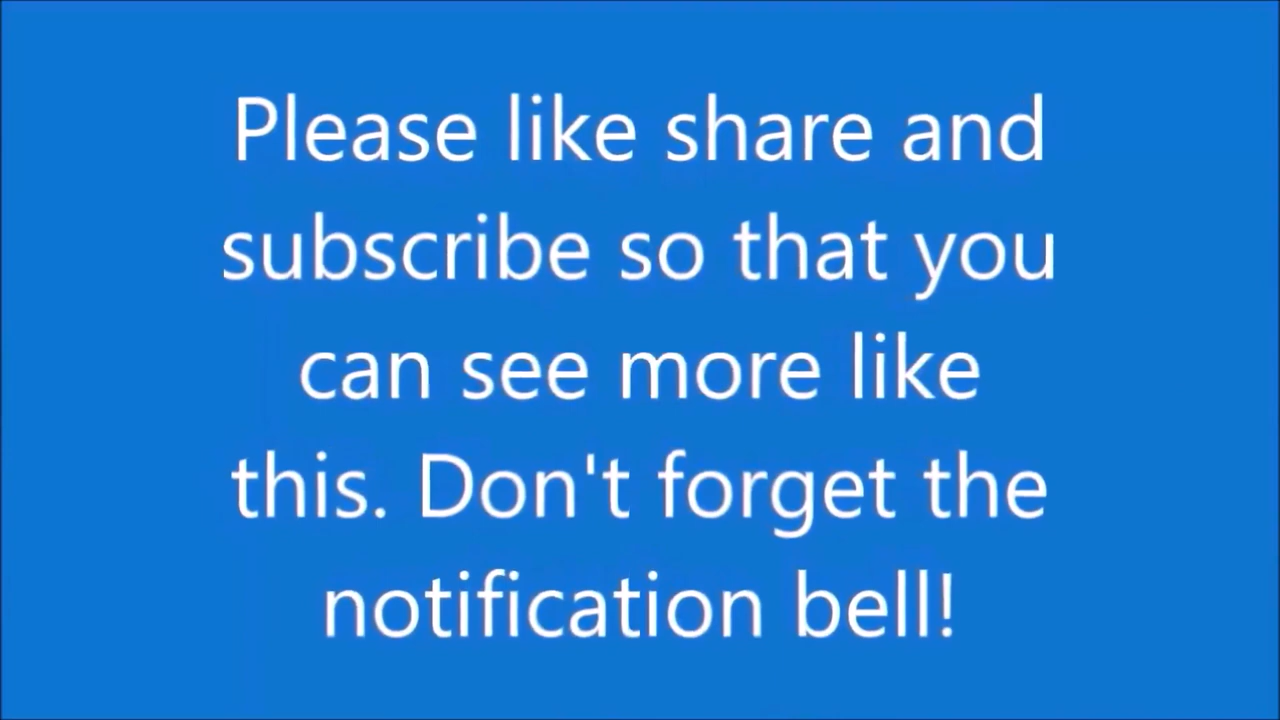 Please like share and
subscribe so that you
can see more like
this. Don't forget the
notification bell!